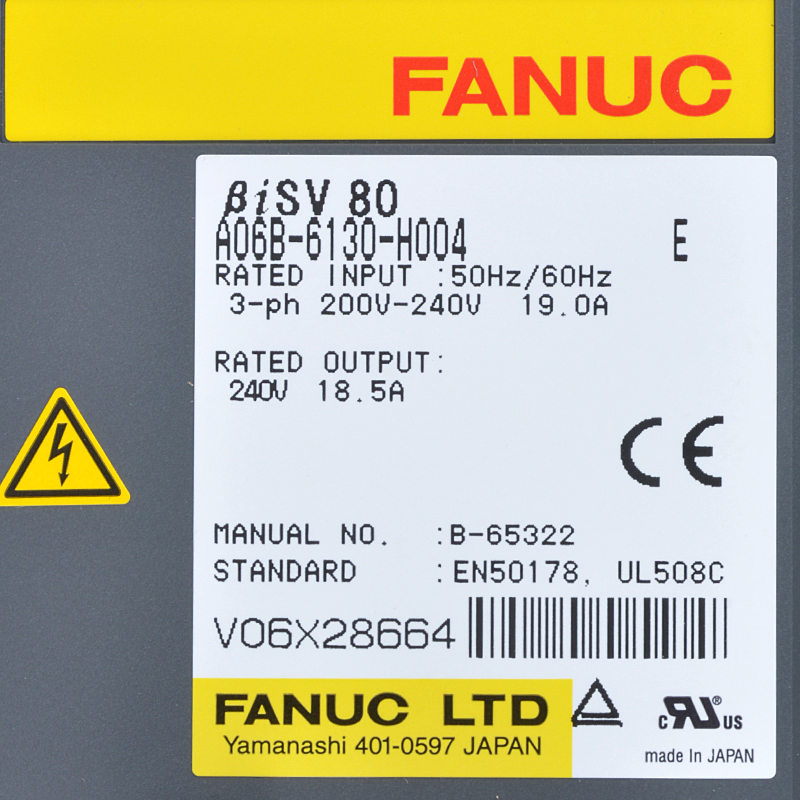 FANUC
βiSV 80
A06B-6130-H004 E
RATED INPUT :50Hz/60Hz
3-ph 200V-240V 19.0A
RATED OUTPUT:
240V 18.5A
CE
MANUAL NO. :B-65322
STANDARD :EN50178, UL508C
V06X28664
FANUC LTD
Yamanashi 401-0597 JAPAN
c RU® US
made In JAPAN